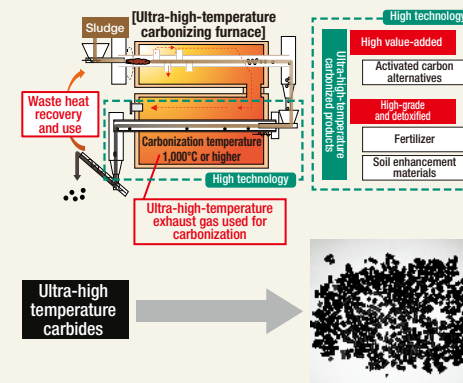 [Ultra-high-temperature
carbonizing furnace]
Sludge
Waste heat
recovery
and use
Carbonization temperature
1,000°C or higher
High technology
Ultra-high-temperature
exhaust gas used for
carbonization
High technology
Ultra-high-temperature
carbonized products
High value-added
Activated carbon
alternatives
High-grade
and detoxified
Fertilizer
Soil enhancement
materials
Ultra-high
temperature
carbides